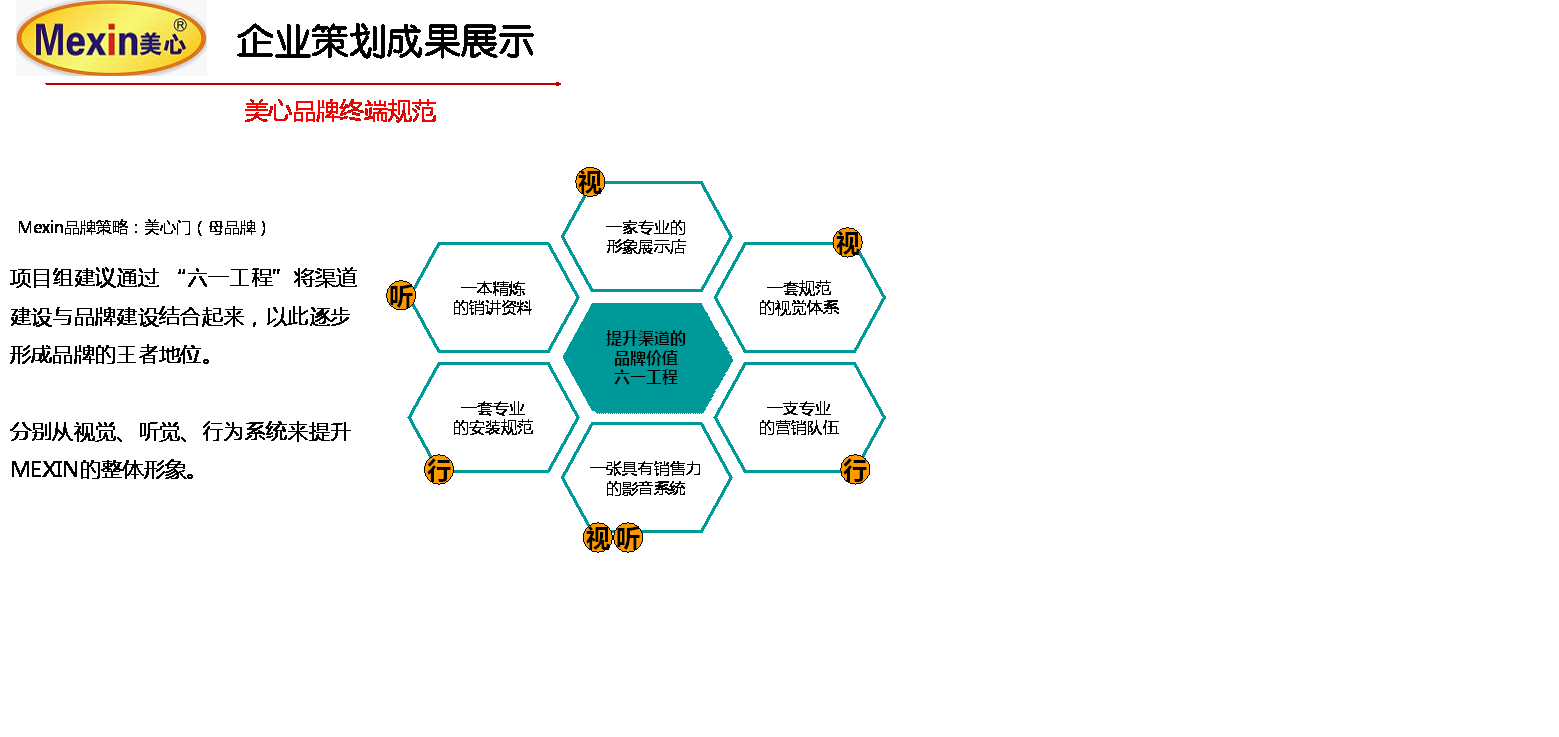 Mexin美心®
企业策划成果展示
美心品牌终端规范
Mexin品牌策略：美心门（母品牌）
项目组建议通过 “六一工程”将渠道
建设与品牌建设结合起来，以此逐步
形成品牌的王者地位。
分别从视觉、听觉、行为系统来提升
MEXIN的整体形象。
视
一家专业的
形象展示店
视
一套规范
的视觉体系
听
一本精炼
的销讲资料
提升渠道的
品牌价值
六一工程
一套专业
的安装规范
行
一支专业
的营销队伍
行
一张具有销售力
的影音系统
视听